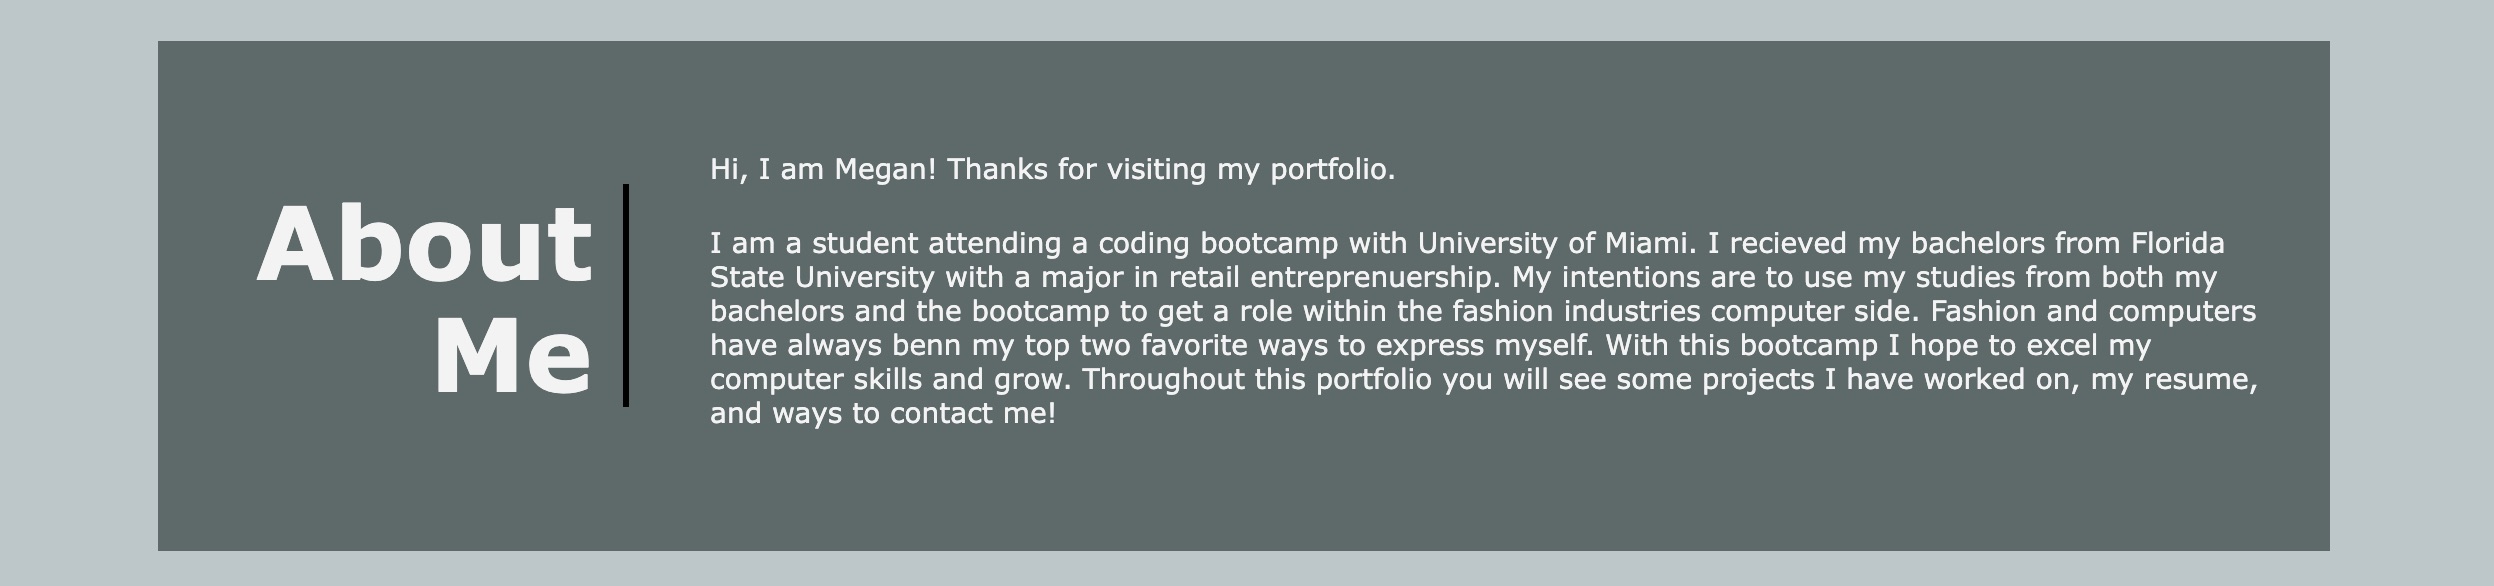 About
Me
Hi, I am Megan! Thanks for visiting my portfolio.
I am a student attending a coding bootcamp with University of Miami. I recieved my bachelors from Florida
State University with a major in retail entreprenuership. My intentions are to use my studies from both my
bachelors and the bootcamp to get a role within the fashion industries computer side. Fashion and computers
have always benn my top two favorite ways to express myself. With this bootcamp I hope to excel my
computer skills and grow. Throughout this portfolio you will see some projects I have worked on, my resume,
and ways to contact me!